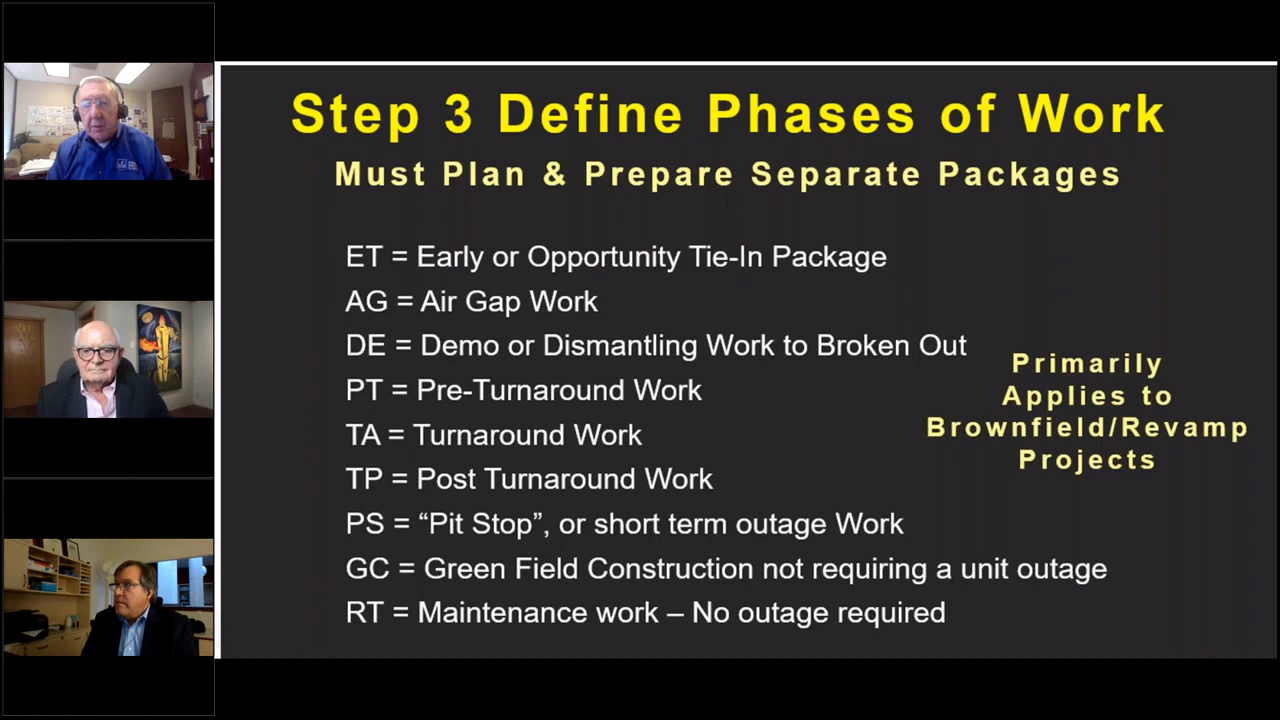 Step 3 Define Phases of Work
Must Plan & Prepare Separate Packages
ET = Early or Opportunity Tie-In Package
AG = Air Gap Work
DE = Demo or Dismantling Work to Broken Out
PT = Pre-Turnaround Work
TA = Turnaround Work
TP = Post Turnaround Work
PS = “Pit Stop”, or short term outage Work
GC = Green Field Construction not requiring a unit outage
RT = Maintenance work – No outage required
Primarily
Applies to
Brownfield/Revamp
Projects